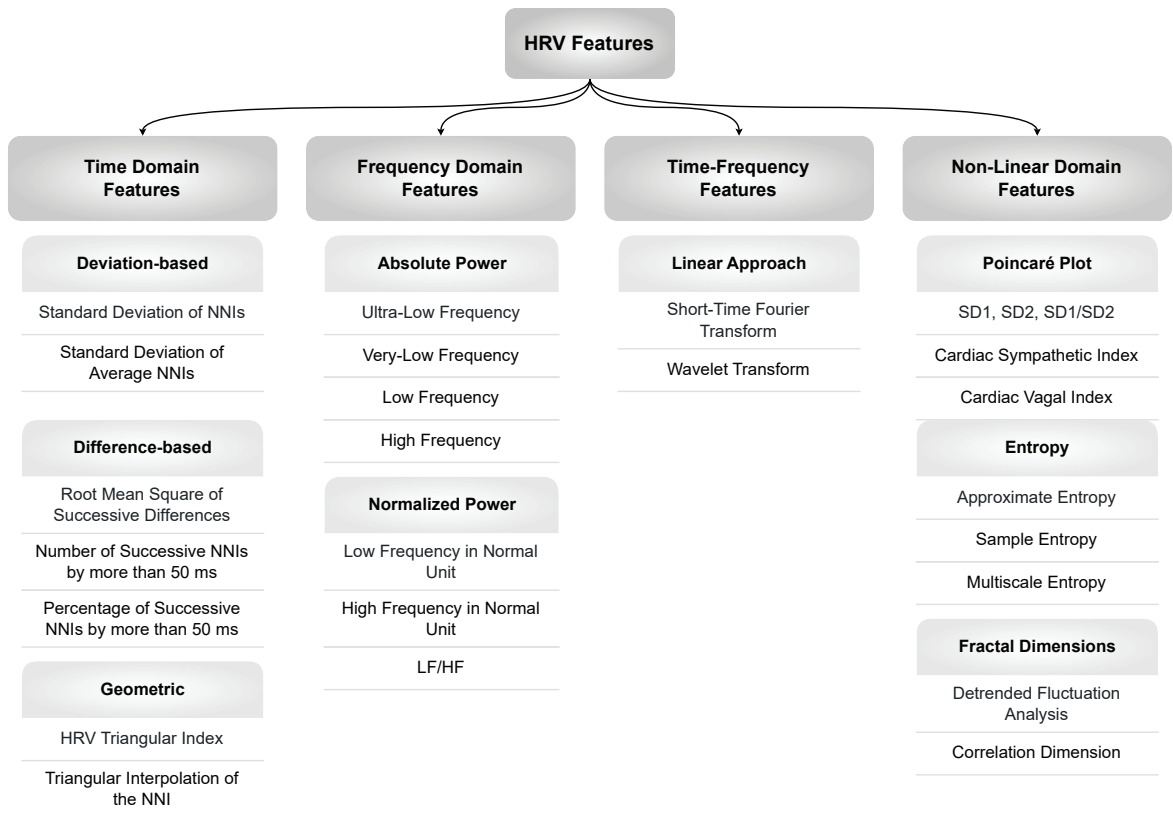 HRV Features
Time Domain
Features
Deviation-based
Standard Deviation of NNIs
Standard Deviation of
Average NNIs
Difference-based
Root Mean Square of
Successive Differences
Number of Successive NNIs
by more than 50 ms
Percentage of Successive
NNIs by more than 50 ms
Geometric
HRV Triangular Index
Triangular Interpolation of
the NNI
Frequency Domain
Features
Absolute Power
Ultra-Low Frequency
Very-Low Frequency
Low Frequency
High Frequency
Normalized Power
Low Frequency in Normal
Unit
High Frequency in Normal
Unit
LF/HF
Time-Frequency
Features
Linear Approach
Short-Time Fourier
Transform
Wavelet Transform
Non-Linear Domain
Features
Poincaré Plot
SD1, SD2, SD1/SD2
Cardiac Sympathetic Index
Cardiac Vagal Index
Entropy
Approximate Entropy
Sample Entropy
Multiscale Entropy
Fractal Dimensions
Detrended Fluctuation
Analysis
Correlation Dimension